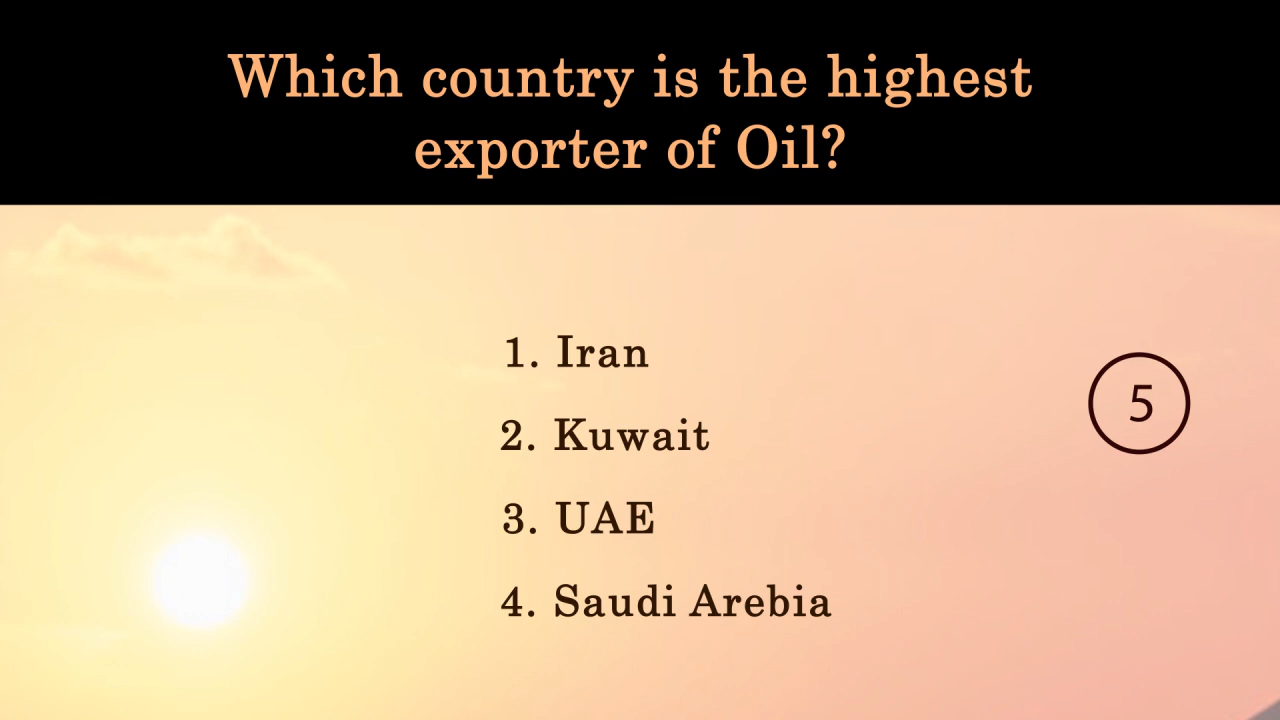 Which country is the highest
exporter of Oil?
1. Iran
2. Kuwait
3. UAE
4. Saudi Arebia
5